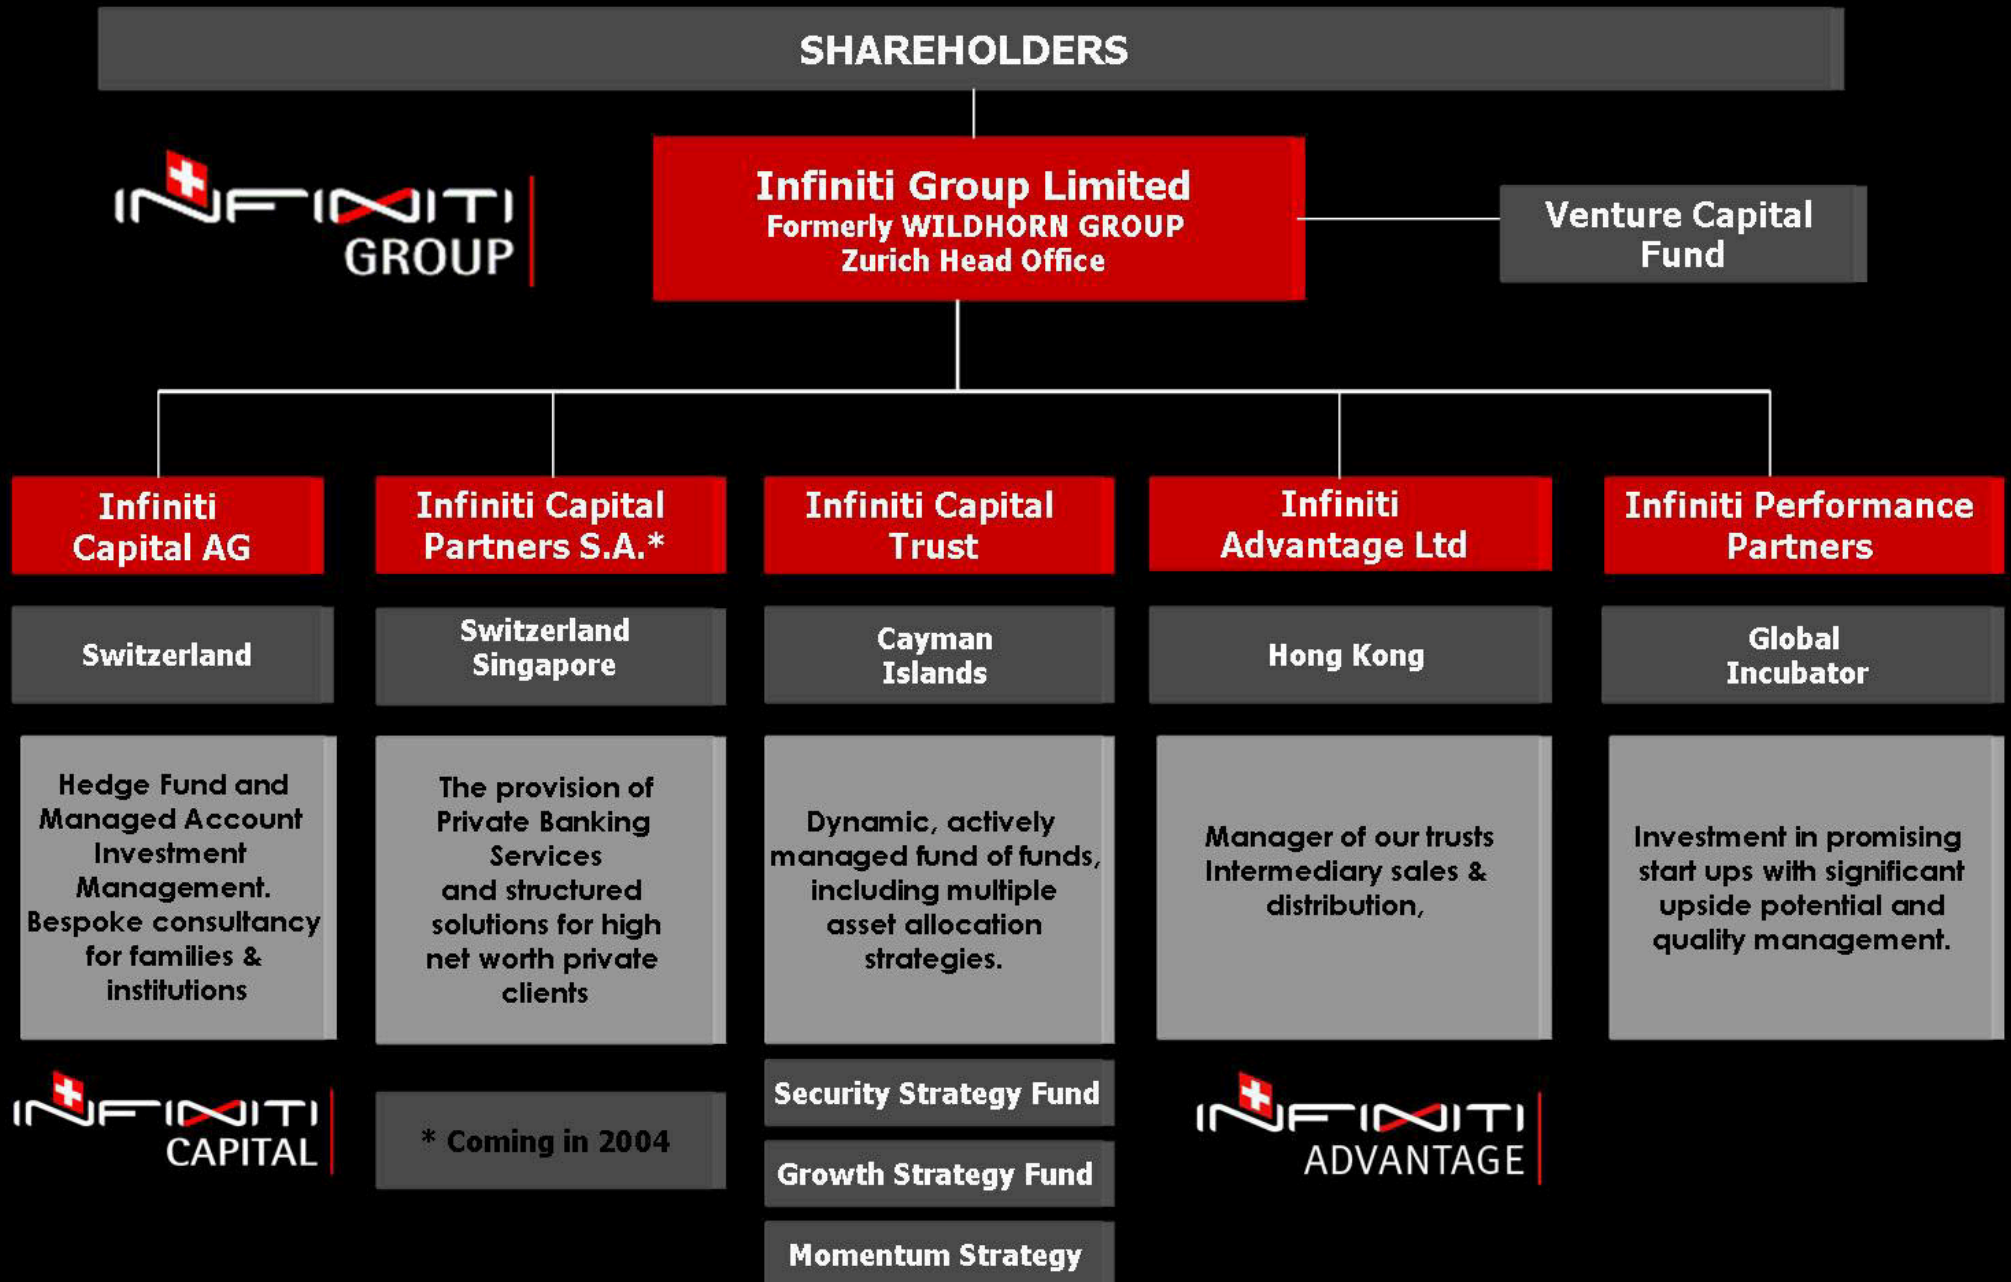 SHAREHOLDERS
INFINITI
GROUP
Infiniti Group Limited
Formerly WILDHORN GROUP
Zurich Head Office
Venture Capital
Fund
Infiniti
Capital AG
Switzerland
Hedge Fund and
Managed Account
Investment
Management.
Bespoke consultancy
for families &
institutions
INFINITI
CAPITAL
Infiniti Capital
Partners S.A.*
Switzerland
Singapore
The provision of
Private Banking
Services
and structured
solutions for high
net worth private
clients
* Coming in 2004
Infiniti Capital
Trust
Cayman
Islands
Dynamic, actively
managed fund of funds,
including multiple
asset allocation
strategies.
Security Strategy Fund
Growth Strategy Fund
Momentum Strategy
Infiniti
Advantage Ltd
Hong Kong
Manager of our trusts
Intermediary sales &
distribution,
INFINITI
ADVANTAGE
Infiniti Performance
Partners
Global
Incubator
Investment in promising
start ups with significant
upside potential and
quality management.